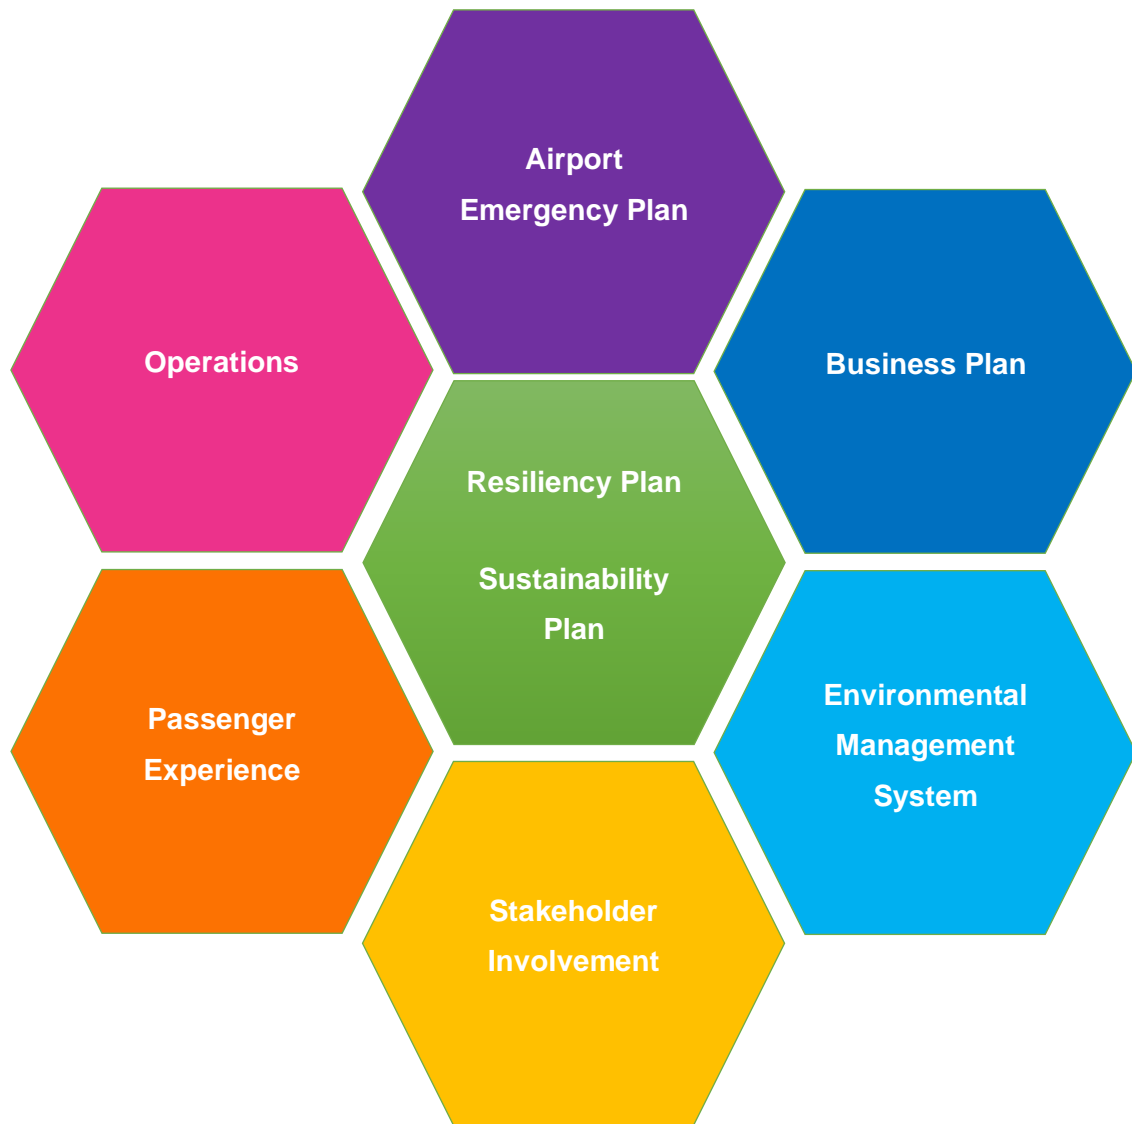 Airport
Emergency Plan
Operations
Business Plan
Resiliency Plan
Sustainability
Plan
Passenger
Experience
Environmental
Management
System
Stakeholder
Involvement